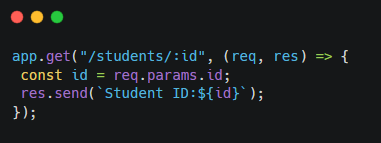 app.get("/students/:id", (req, res) => {
 const id = req.params.id;
 res.send(`Student ID:${id}`);
});